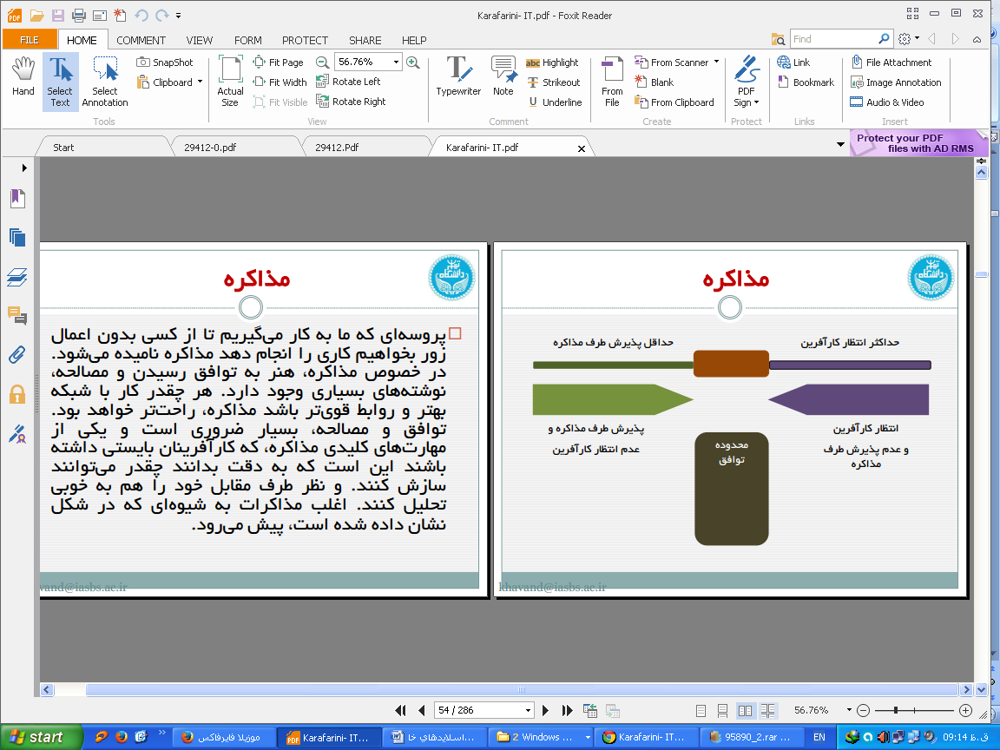 Karafarini- IT.pdf - Foxit Reader
FILE HOME COMMENT VIEW FORM PROTECT SHARE HELP
Find
Hand
Select Text
Select Annotation
SnapShot
Clipboard
Tools
Actual Size
Fit Page
Fit Width
Fit Visible
56.76%
Rotate Left
Rotate Right
View
Typewriter
Note
Highlight
Strikeout
Underline
Comment
From File
From Scanner
Blank
From Clipboard
Create
PDF Sign
Protect
Link
Bookmark
Links
File Attachment
Image Annotation
Audio & Video
Insert
Start
29412-0.pdf
29412.Pdf
Karafarini- IT.pdf
Protect your PDF
files with AD RMS
مذاکره
پروسه‌ای که ما به کار می‌گیریم تا از کسی بدون اعمال
زور بخواهیم کاری را انجام دهد مذاکره نامیده می‌شود.
در خصوص مذاکره، هنر به توافق رسیدن و مصالحه،
نوشته‌های بسیاری وجود دارد. هر چقدر کار با شبکه
بهتر و روابط قوی‌تر باشد مذاکره، راحت‌تر خواهد بود.
توافق و مصالحه، بسیار ضروری است و یکی از
مهارت‌های کلیدی مذاکره، که کارآفرینان بایستی داشته
باشند این است که به دقت بدانند چقدر می‌توانند
سازش کنند. و نظر طرف مقابل خود را هم به خوبی
تحلیل کنند. اغلب مذاکرات به شیوه‌ای که در شکل
نشان داده شده است، پیش می‌رود.
vand@iasbs.ac.ir
مذاکره
حداکثر انتظار کارآفرین
حداقل پذیرش طرف مذاکره
انتظار کارآفرین
و عدم پذیرش طرف
مذاکره
پذیرش طرف مذاکره و
عدم انتظار کارآفرین
محدوده
توافق
khavand@iasbs.ac.ir
54 / 286
56.76%
start
موزیلا فایرفاکس
Karafarini- IT...
اسلایدهاي خا...
2 Windows ...
Karafarini- IT...
95890_2.rar ...
EN
09:14 ق.ظ